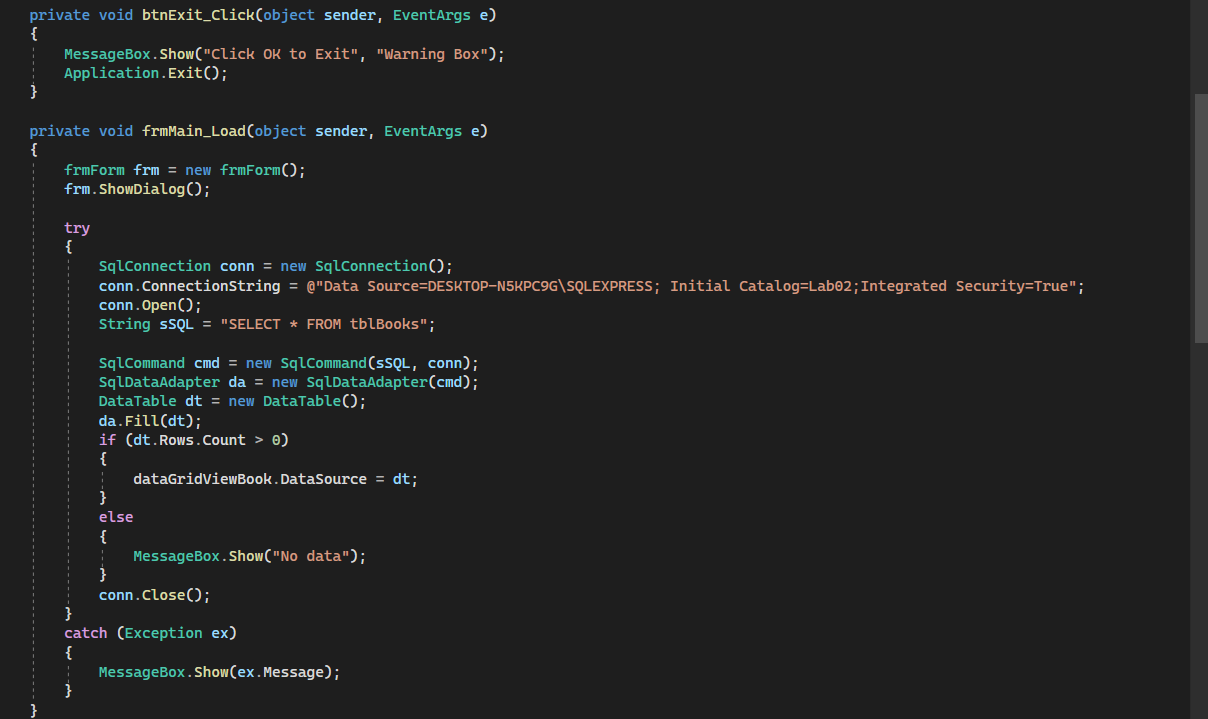 private void btnExit_Click(object sender, EventArgs e)
{
MessageBox.Show("Click OK to Exit", "Warning Box");
Application.Exit();
}
private void frmMain_Load(object sender, EventArgs e)
{
frmForm frm = new frmForm();
frm.ShowDialog();
try
{
SqlConnection conn = new SqlConnection();
conn.ConnectionString = @"Data Source=DESKTOP-N5KPC9G\SQLEXPRESS; Initial Catalog=Lab02;Integrated Security=True";
conn.Open();
String sSQL = "SELECT * FROM tblBooks";
SqlCommand cmd = new SqlCommand(sSQL, conn);
SqlDataAdapter da = new SqlDataAdapter(cmd);
DataTable dt = new DataTable();
da.Fill(dt);
if (dt.Rows.Count > 0)
{
dataGridViewBook.DataSource = dt;
}
else
{
MessageBox.Show("No data");
}
conn.Close();
}
catch (Exception ex)
{
MessageBox.Show(ex.Message);
}
}